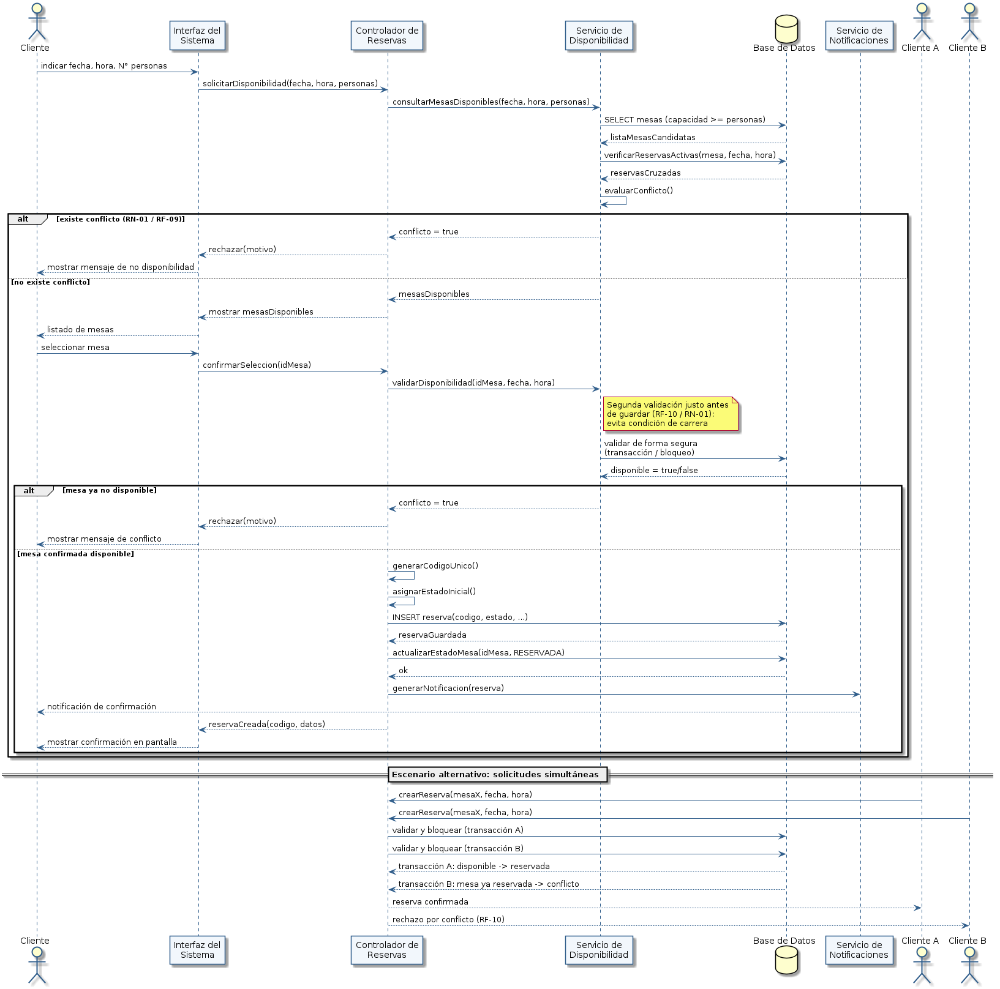 Cliente
Interfaz del
Sistema
Controlador de
Reservas
Servicio de
Disponibilidad
Base de Datos
Servicio de
Notificaciones
Cliente A
Cliente B
indicar fecha, hora, N° personas
solicitarDisponibilidad(fecha, hora, personas)
consultarMesasDisponibles(fecha, hora, personas)
SELECT mesas (capacidad >= personas)
listaMesasCandidatas
verificarReservasActivas(mesa, fecha, hora)
reservasCruzadas
evaluarConflicto()
alt [existe conflicto (RN-01 / RF-09)]
conflicto = true
rechazar(motivo)
mostrar mensaje de no disponibilidad
[no existe conflicto]
mesasDisponibles
mostrar mesasDisponibles
listado de mesas
seleccionar mesa
confirmarSeleccion(idMesa)
validarDisponibilidad(idMesa, fecha, hora)
Segunda validación justo antes
de guardar (RF-10 / RN-01):
evita condición de carrera
validar de forma segura
(transacción / bloqueo)
disponible = true/false
alt [mesa ya no disponible]
conflicto = true
rechazar(motivo)
mostrar mensaje de conflicto
[mesa confirmada disponible]
generarCodigoUnico()
asignarEstadoInicial()
INSERT reserva(codigo, estado, ...)
reservaGuardada
actualizarEstadoMesa(idMesa, RESERVADA)
ok
generarNotificacion(reserva)
notificación de confirmación
reservaCreada(codigo, datos)
mostrar confirmación en pantalla
Escenario alternativo: solicitudes simultáneas
crearReserva(mesaX, fecha, hora)
crearReserva(mesaX, fecha, hora)
validar y bloquear (transacción A)
validar y bloquear (transacción B)
transacción A: disponible -> reservada
transacción B: mesa ya reservada -> conflicto
reserva confirmada
rechazo por conflicto (RF-10)
Cliente
Interfaz del
Sistema
Controlador de
Reservas
Servicio de
Disponibilidad
Base de Datos
Servicio de
Notificaciones
Cliente A
Cliente B